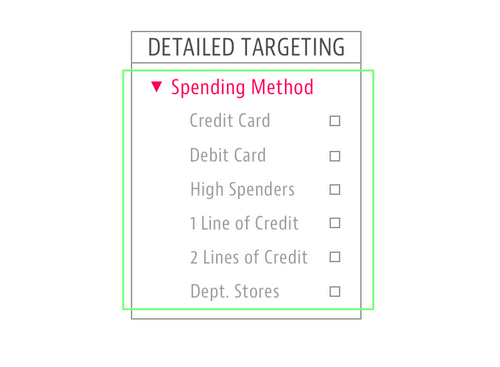 DETAILED TARGETING
▼ Spending Method
Credit Card
Debit Card
High Spenders
1 Line of Credit
2 Lines of Credit
Dept. Stores